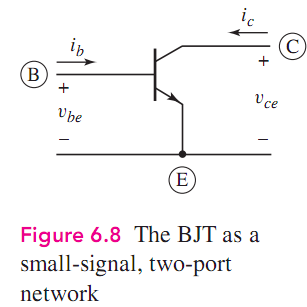 i_c
i_b
C
B
+
+
v_be
v_ce
−
−
E
Figure 6.8 The BJT as a
small-signal, two-port
network